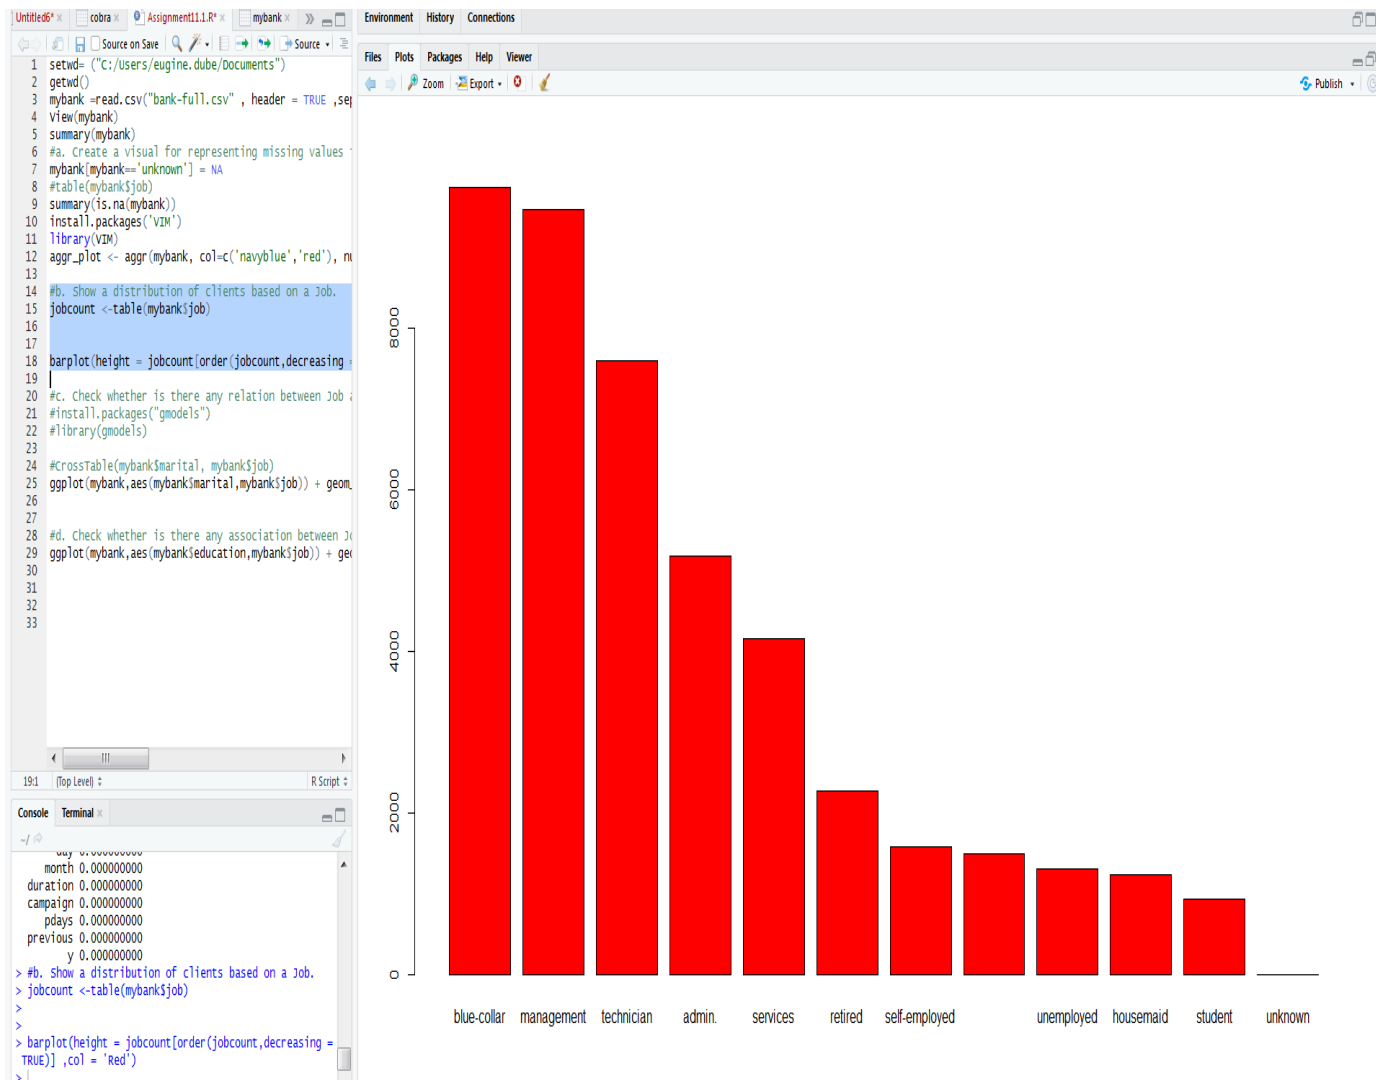 Untitled6* × cobra × Assignment11.1.R* × mybank ×
Source on Save Source
1 setwd= ("C:/Users/eugine.dube/Documents")
2 getwd()
3 mybank =read.csv("bank-full.csv" , header = TRUE ,sep
4 View(mybank)
5 summary(mybank)
6 #a. Create a visual for representing missing values
7 mybank[mybank=='unknown'] = NA
8 #table(mybank$job)
9 summary(is.na(mybank))
10 install.packages('VIM')
11 library(VIM)
12 aggr_plot <- aggr(mybank, col=c('navyblue','red'), nu
13
14 #b. Show a distribution of clients based on a Job.
15 jobcount <-table(mybank$job)
16
17
18 barplot(height = jobcount[order(jobcount,decreasing =
19
20 #c. Check whether is there any relation between Job a
21 #install.packages("gmodels")
22 #library(gmodels)
23
24 #CrossTable(mybank$marital, mybank$job)
25 ggplot(mybank,aes(mybank$marital,mybank$job)) + geom_
26
27
28 #d. Check whether is there any association between Jo
29 ggplot(mybank,aes(mybank$education,mybank$job)) + geo
30
31
32
33
19:1 (Top Level) R Script
Console Terminal ×
~/
day 0.000000000
month 0.000000000
duration 0.000000000
campaign 0.000000000
pdays 0.000000000
previous 0.000000000
y 0.000000000
> #b. Show a distribution of clients based on a Job.
> jobcount <-table(mybank$job)
>
>
> barplot(height = jobcount[order(jobcount,decreasing =
TRUE)] ,col = 'Red')
>
Environment History Connections
Files Plots Packages Help Viewer
Zoom Export Publish
8000
6000
4000
2000
0
blue-collar management technician admin. services retired self-employed unemployed housemaid student unknown